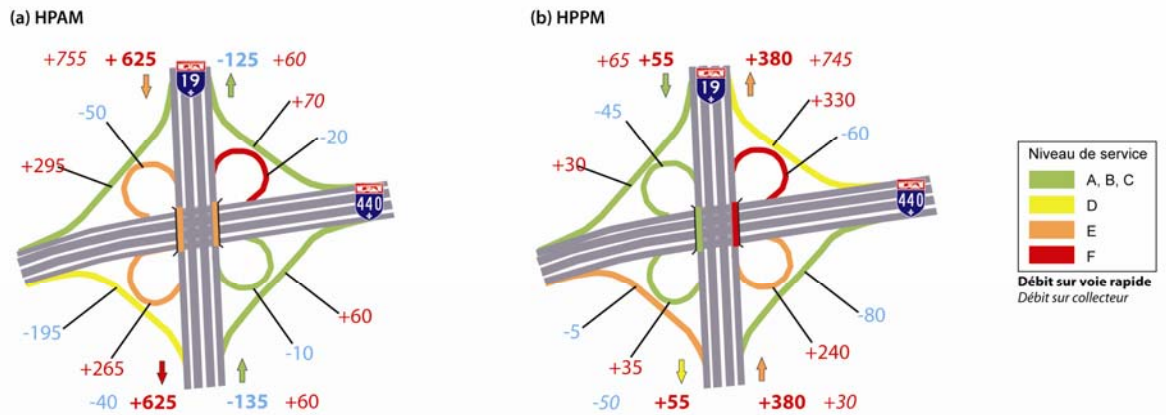 (a) HPAM
+755 +625 -125 +60
19
-50
+70
-20
+295
440
-195
+60
+265
-10
-40 +625 -135 +60
(b) HPPM
+65 +55 +380 +745
19
-45
+330
-60
+30
440
-5
-80
+35
+240
-50 +55 +380 +30
Niveau de service
A, B, C
D
E
F
Débit sur voie rapide
Débit sur collecteur